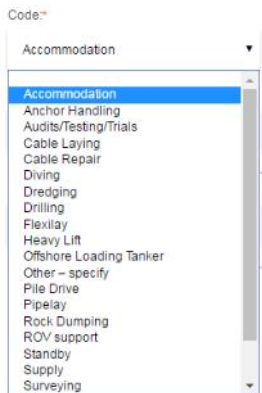 Code:*
Accommodation
Accommodation
Anchor Handling
Audits/Testing/Trials
Cable Laying
Cable Repair
Diving
Dredging
Drilling
Flexilay
Heavy Lift
Offshore Loading Tanker
Other – specify
Pile Drive
Pipelay
Rock Dumping
ROV support
Standby
Supply
Surveying